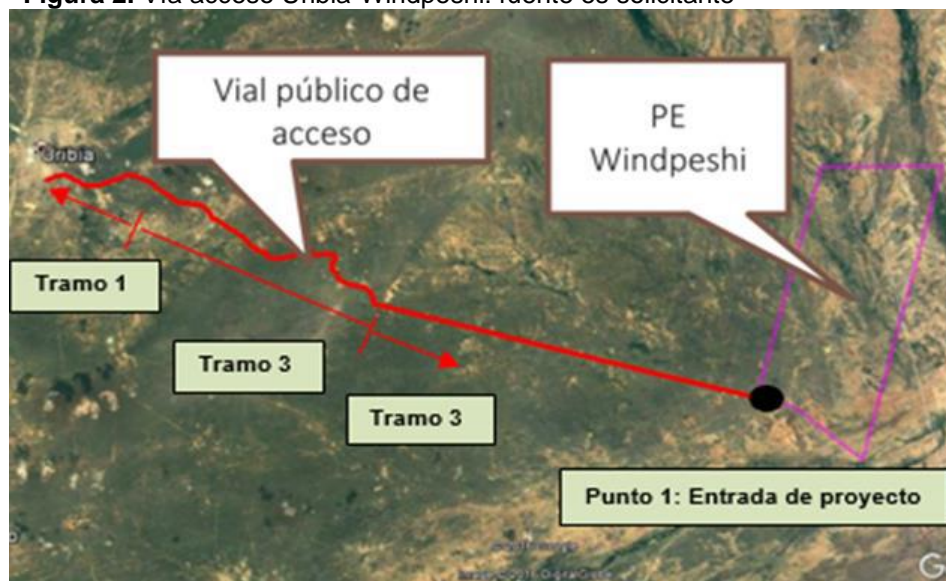 Figura 2. Vía acceso Uribia-Windpeshi. fuente es solicitante
Vial público de
acceso
PE
Windpeshi
Uribia
Tramo 1
Tramo 3
Tramo 3
Punto 1: Entrada de proyecto
G